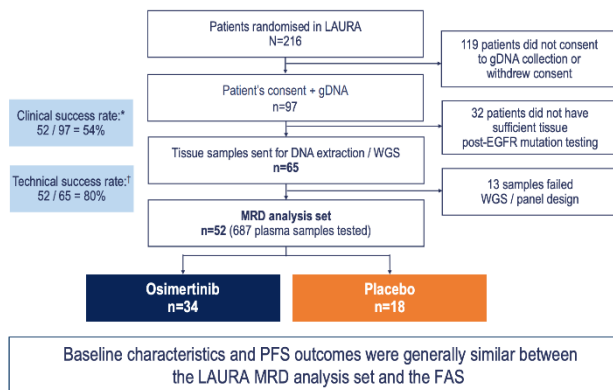 Patients randomised in LAURA
N=216
119 patients did not consent
to gDNA collection or
withdrew consent
Patient's consent + gDNA
n=97
Clinical success rate:*
52 / 97 = 54%
32 patients did not have
sufficient tissue
post-EGFR mutation testing
Tissue samples sent for DNA extraction / WGS
n=65
Technical success rate:†
52 / 65 = 80%
13 samples failed
WGS / panel design
MRD analysis set
n=52 (687 plasma samples tested)
Osimertinib
n=34
Placebo
n=18
Baseline characteristics and PFS outcomes were generally similar between
the LAURA MRD analysis set and the FAS